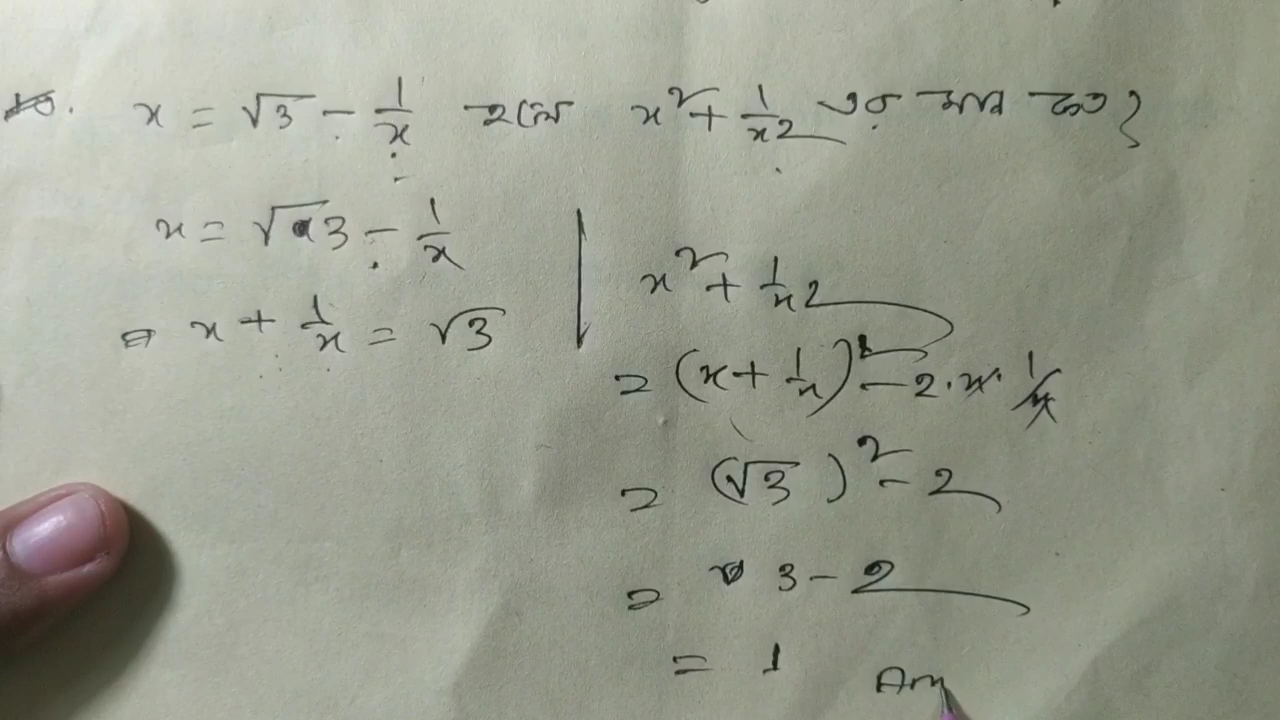 x = √3 - 1/x হলে x² + 1/x² এর মান কত?
x = √3 - 1/x
⇒ x + 1/x = √3
x² + 1/x²
= (x + 1/x)² - 2·x·1/x
= (√3)² - 2
= 3 - 2
= 1 Ans